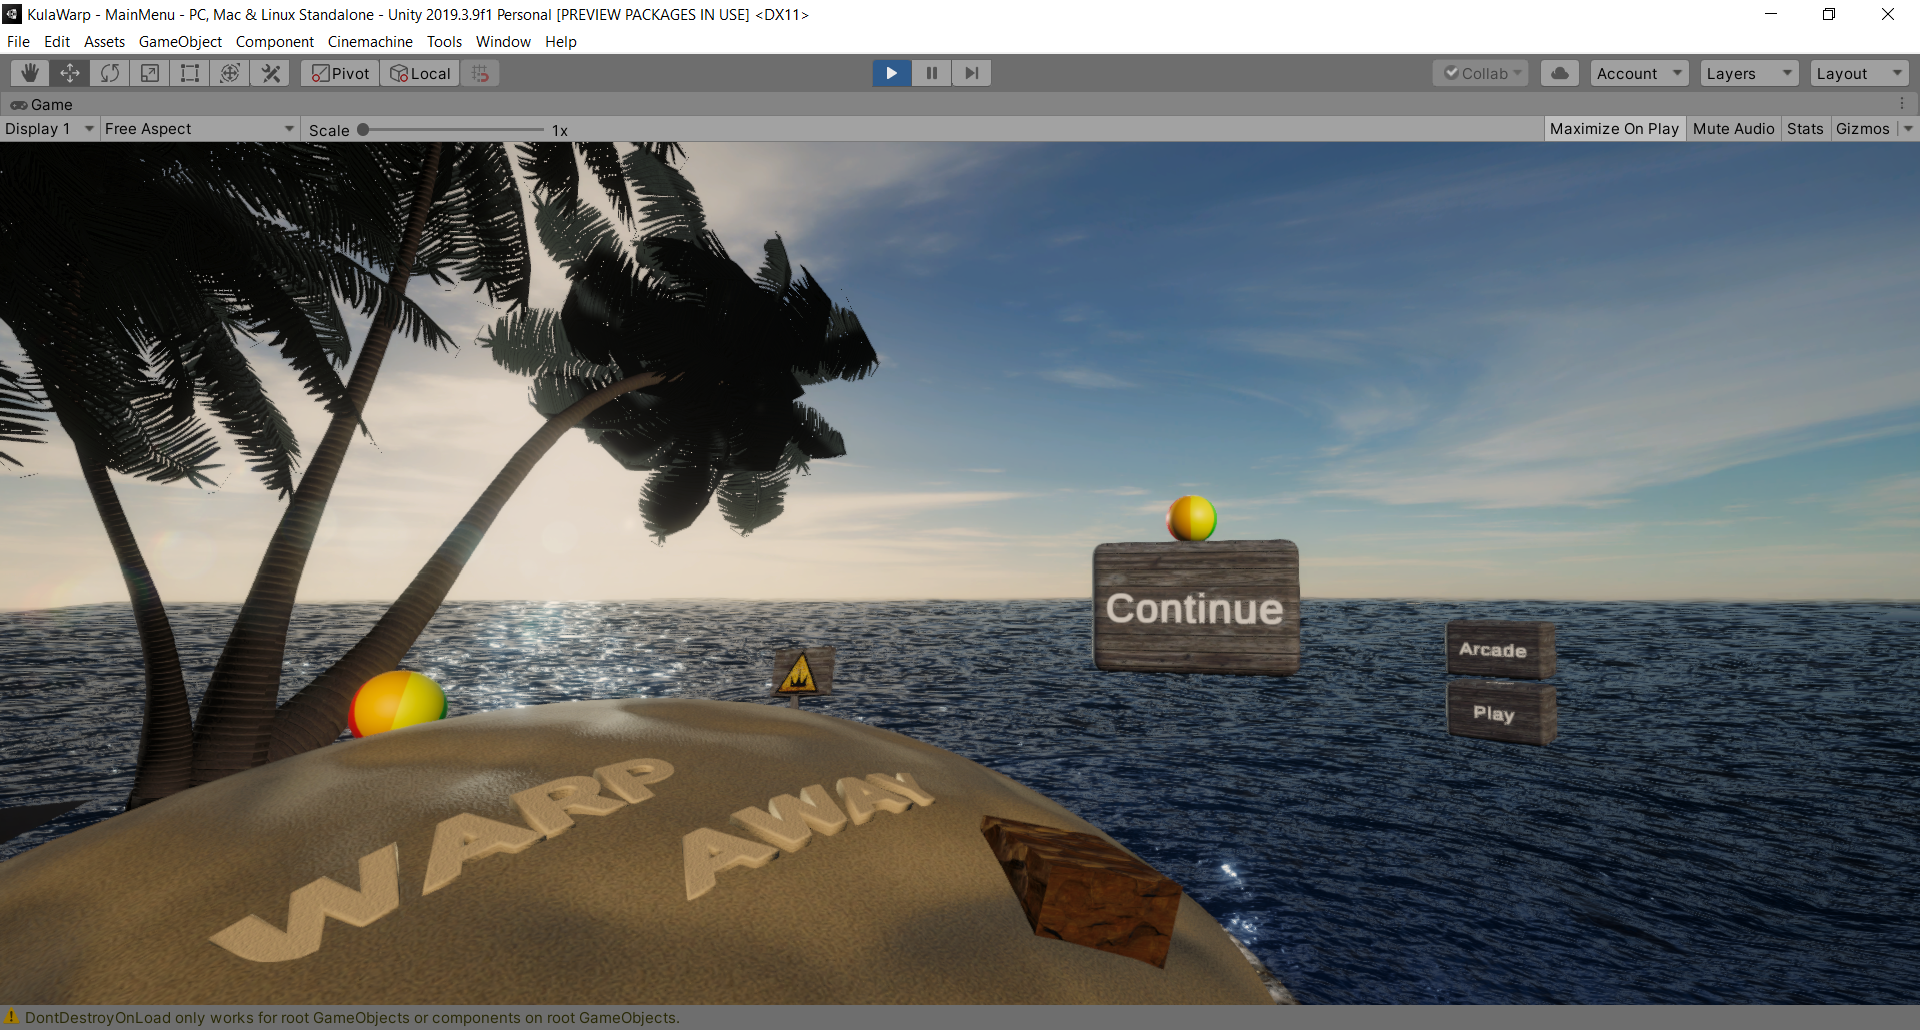 KulaWarp - MainMenu - PC, Mac & Linux Standalone - Unity 2019.3.9f1 Personal [PREVIEW PACKAGES IN USE] <DX11>
File Edit Assets GameObject Component Cinemachine Tools Window Help
Pivot Local Collab Account Layers Layout
Game
Display 1 Free Aspect Scale 1x Maximize On Play Mute Audio Stats Gizmos
Continue
Arcade
Play
WARP
AWAY
DontDestroyOnLoad only works for root GameObjects or components on root GameObjects.